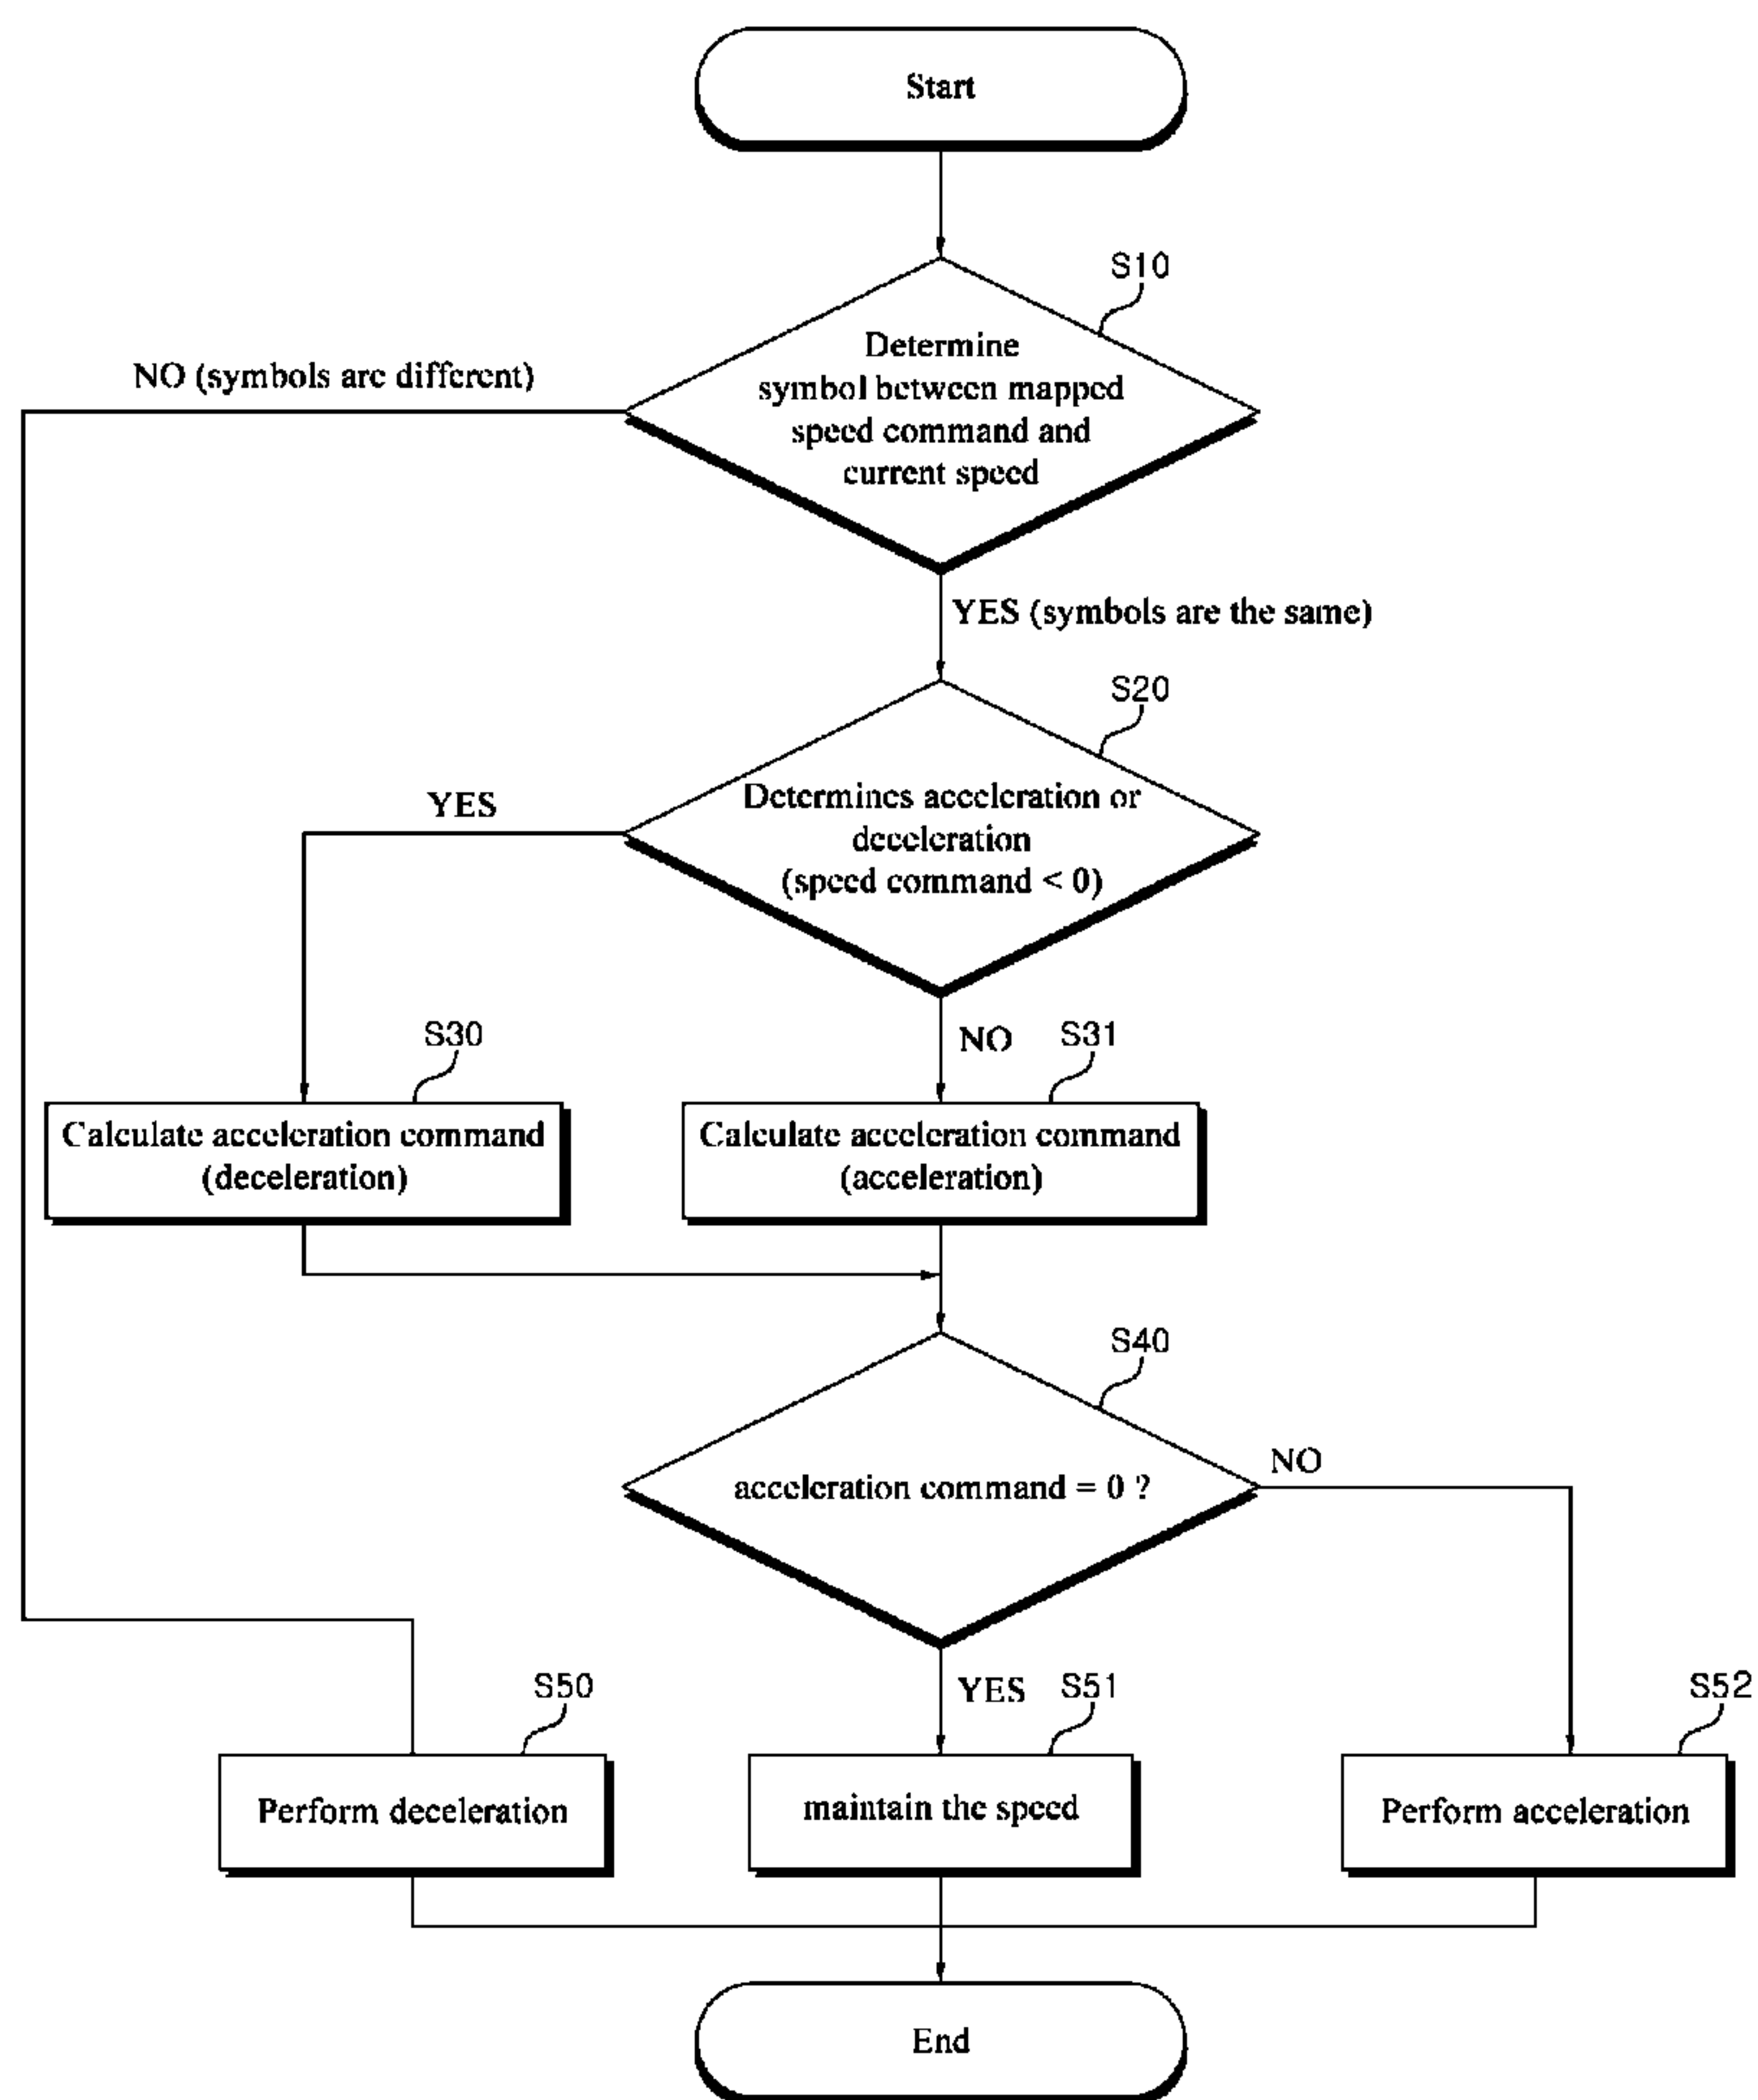 Start
S10
Determine
symbol between mapped
speed command and
current speed
NO (symbols are different)
YES (symbols are the same)
S20
Determines acceleration or
deceleration
(speed command < 0)
YES
NO
S30
S31
Calculate acceleration command
(deceleration)
Calculate acceleration command
(acceleration)
S40
acceleration command = 0 ?
NO
YES
S50
S51
S52
Perform deceleration
maintain the speed
Perform acceleration
End